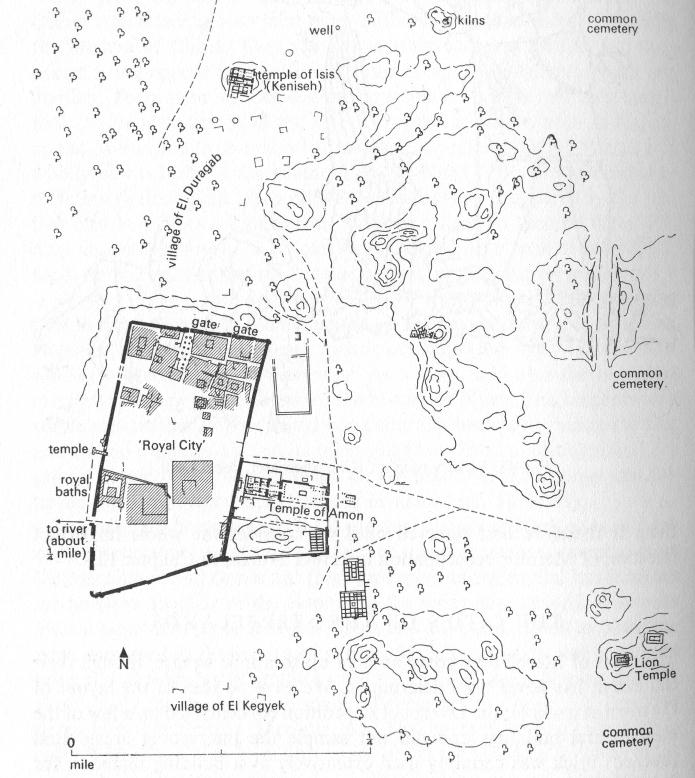 kilns
common
cemetery
well
temple of Isis
(Keniseh)
village of El Duragab
common
cemetery.
gate
gate
temple
'Royal City'
royal
baths
to river
(about
¼ mile)
Temple of Amon
N
Lion
Temple
village of El Kegyek
common
cemetery
0
¼
mile